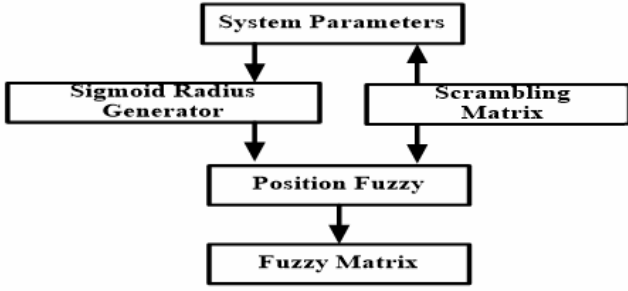 System Parameters
Sigmoid Radius
Generator
Scrambling
Matrix
Position Fuzzy
Fuzzy Matrix